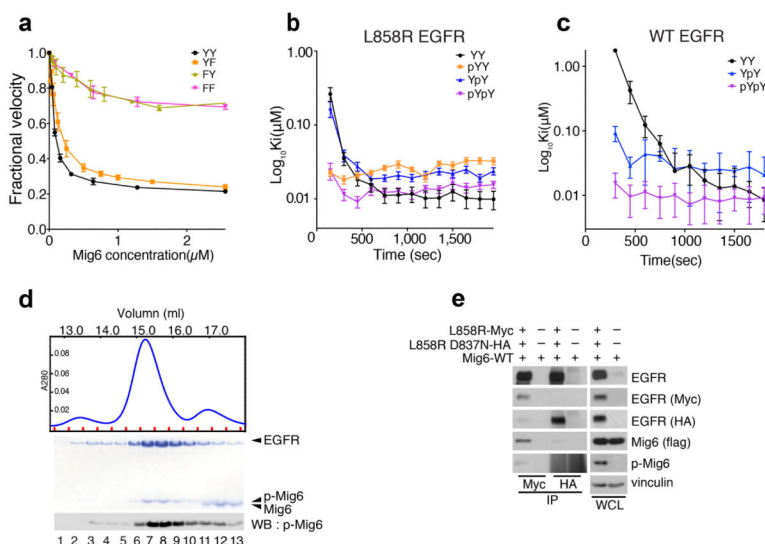 a
Fractional velocity
1.0
0.8
0.6
0.4
0.2
0
0
1
2
Mig6 concentration(µM)
YY
YF
FY
FF
b
L858R EGFR
Log10Ki(µM)
1.00
0.10
0.01
500
1,000
1,500
Time (sec)
YY
pYY
YpY
pYpY
c
WT EGFR
Log10Ki(µM)
1.00
0.10
0.01
0
500
1000
1500
Time(sec)
YY
YpY
pYpY
d
Volumn (ml)
13.0 14.0 15.0 16.0 17.0
A280
0.08
0.06
0.04
0.02
EGFR
p-Mig6
Mig6
WB : p-Mig6
1 2 3 4 5 6 7 8 9 10 11 12 13
e
L858R-Myc + − + − + −
L858R D837N-HA + − + − + −
Mig6-WT + + + + + +
EGFR
EGFR (Myc)
EGFR (HA)
Mig6 (flag)
p-Mig6
vinculin
Myc HA
IP
WCL